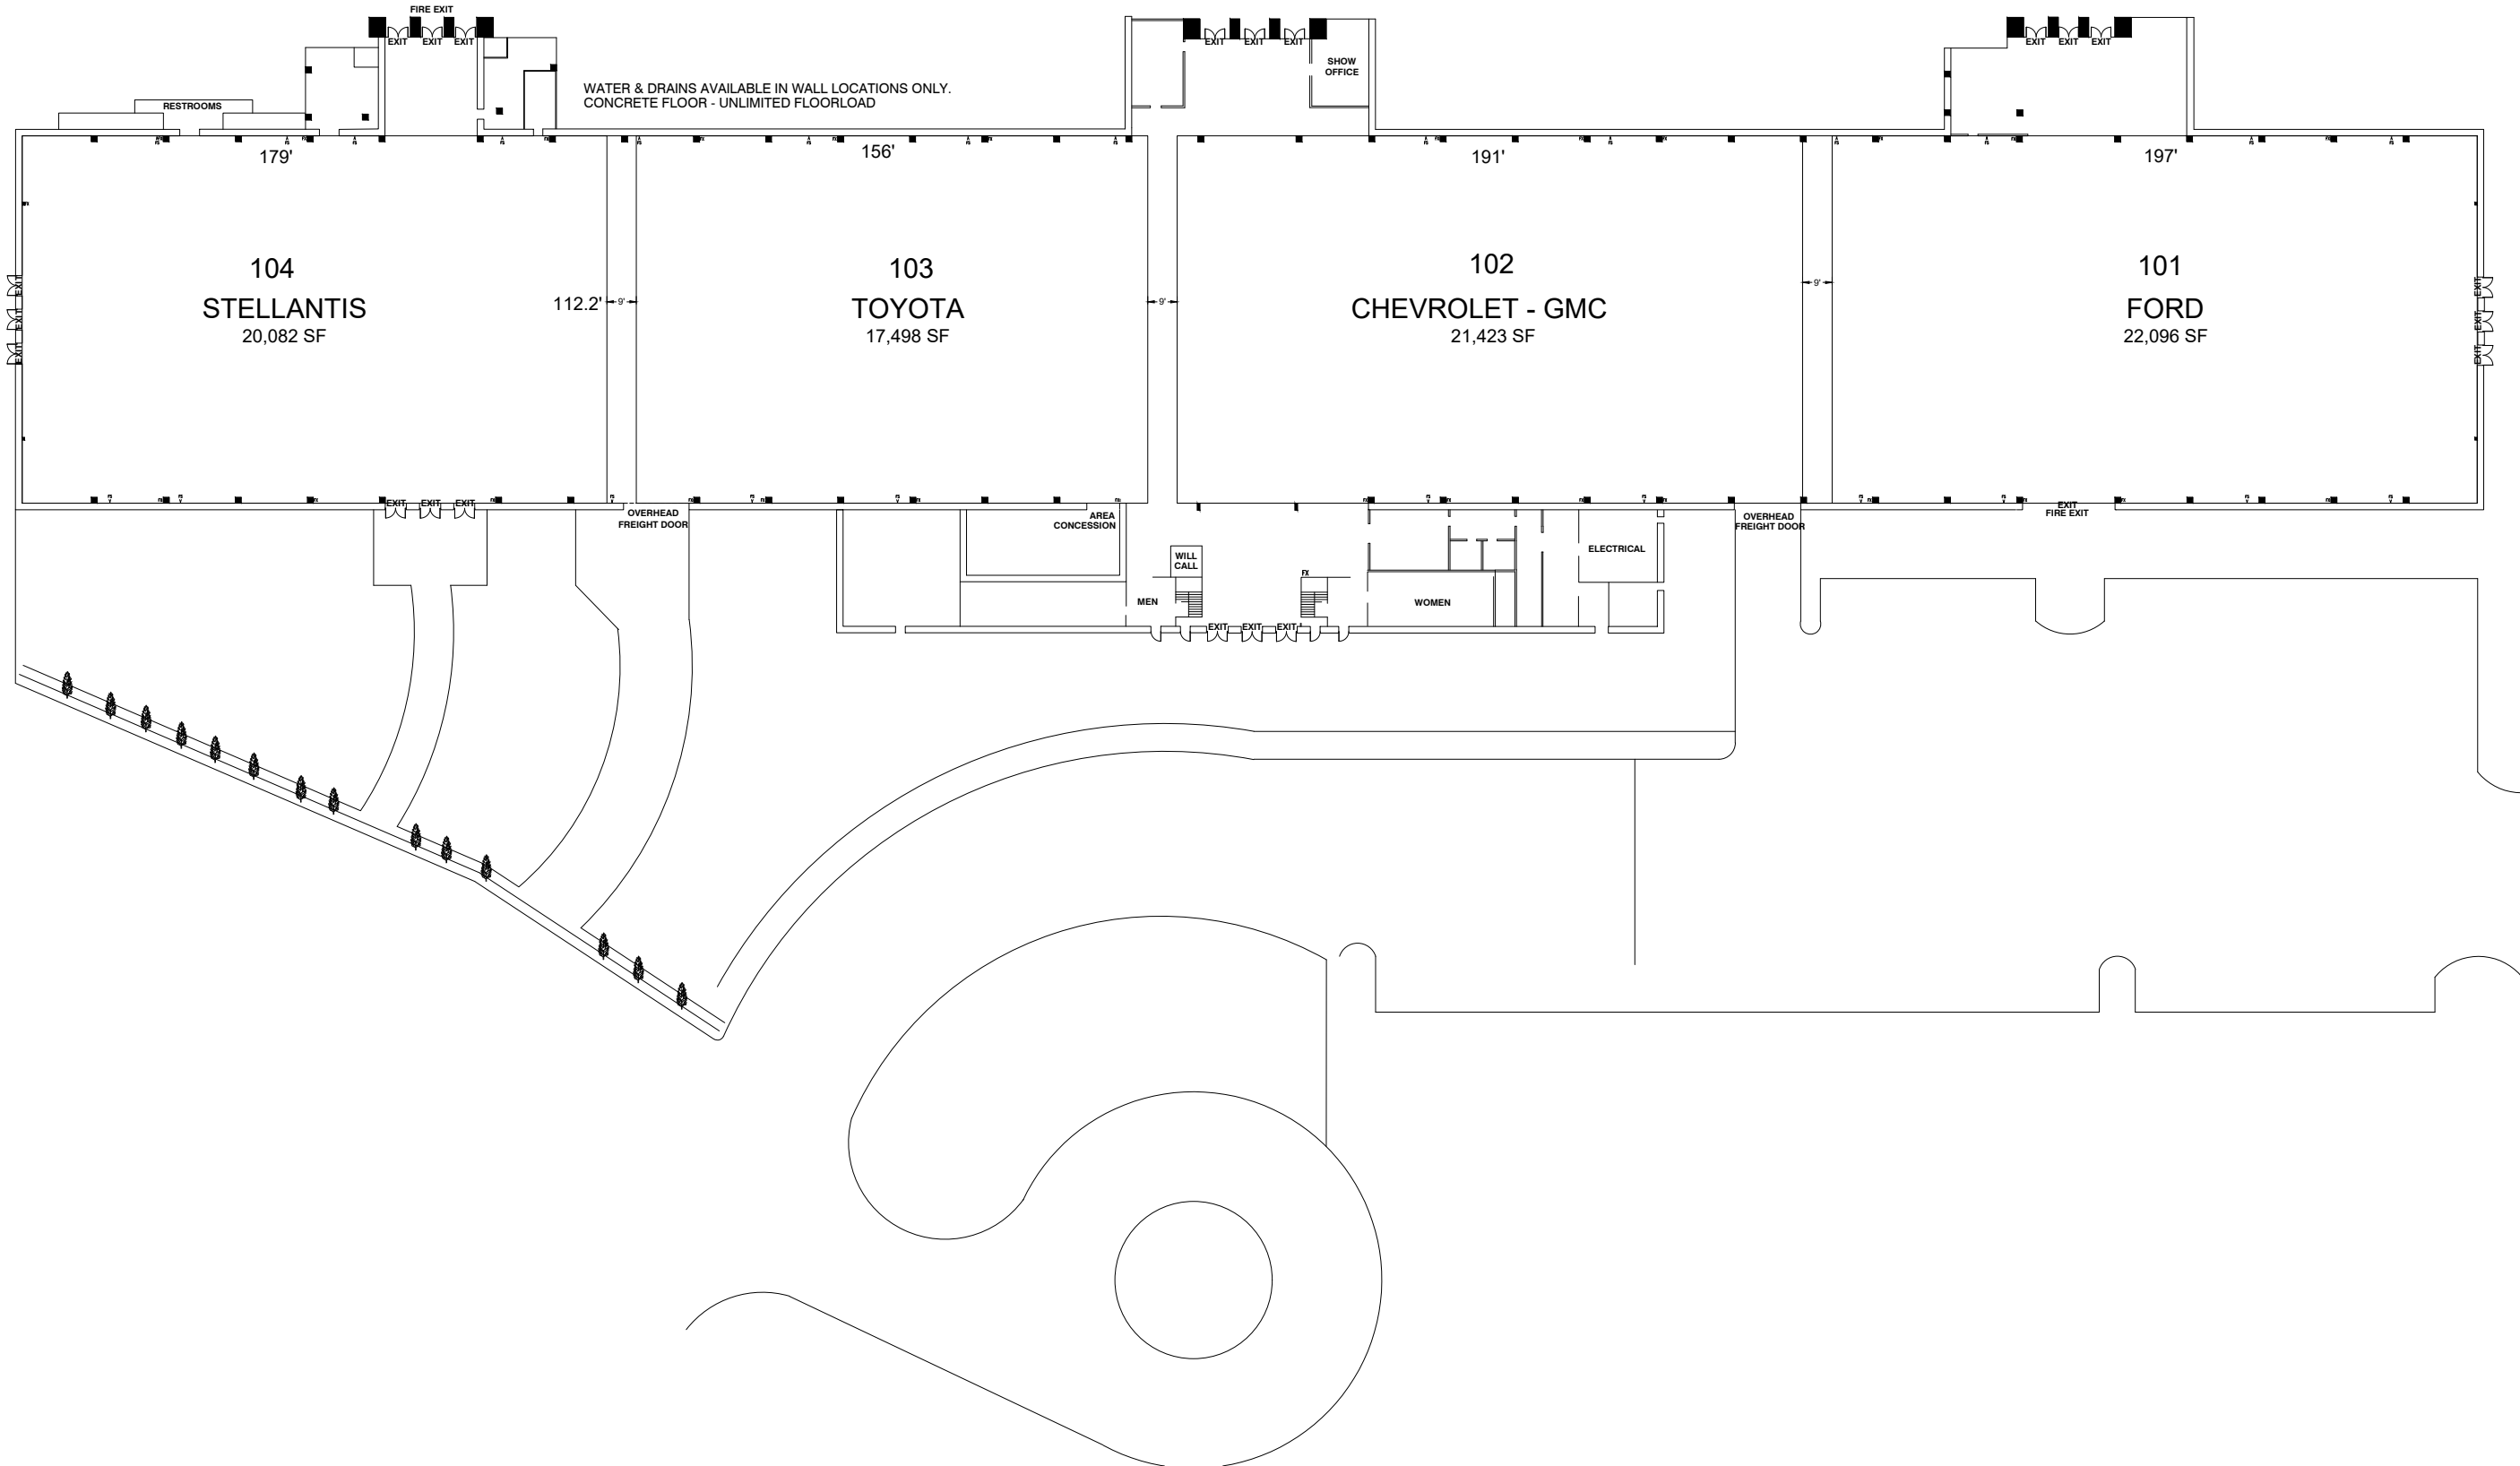 FIRE EXIT
EXIT
EXIT
EXIT
EXIT
EXIT
EXIT
EXIT
EXIT
EXIT
SHOW
OFFICE
WATER & DRAINS AVAILABLE IN WALL LOCATIONS ONLY.
CONCRETE FLOOR - UNLIMITED FLOORLOAD
RESTROOMS
179'
156'
191'
197'
104
STELLANTIS
20,082 SF
112.2'
9'
103
TOYOTA
17,498 SF
9'
102
CHEVROLET - GMC
21,423 SF
9'
101
FORD
22,096 SF
EXIT
EXIT
EXIT
EXIT
EXIT
EXIT
EXIT
EXIT
EXIT
OVERHEAD
FREIGHT DOOR
AREA
CONCESSION
OVERHEAD
FREIGHT DOOR
EXIT
FIRE EXIT
WILL
CALL
ELECTRICAL
FX
MEN
WOMEN
EXIT
EXIT
EXIT